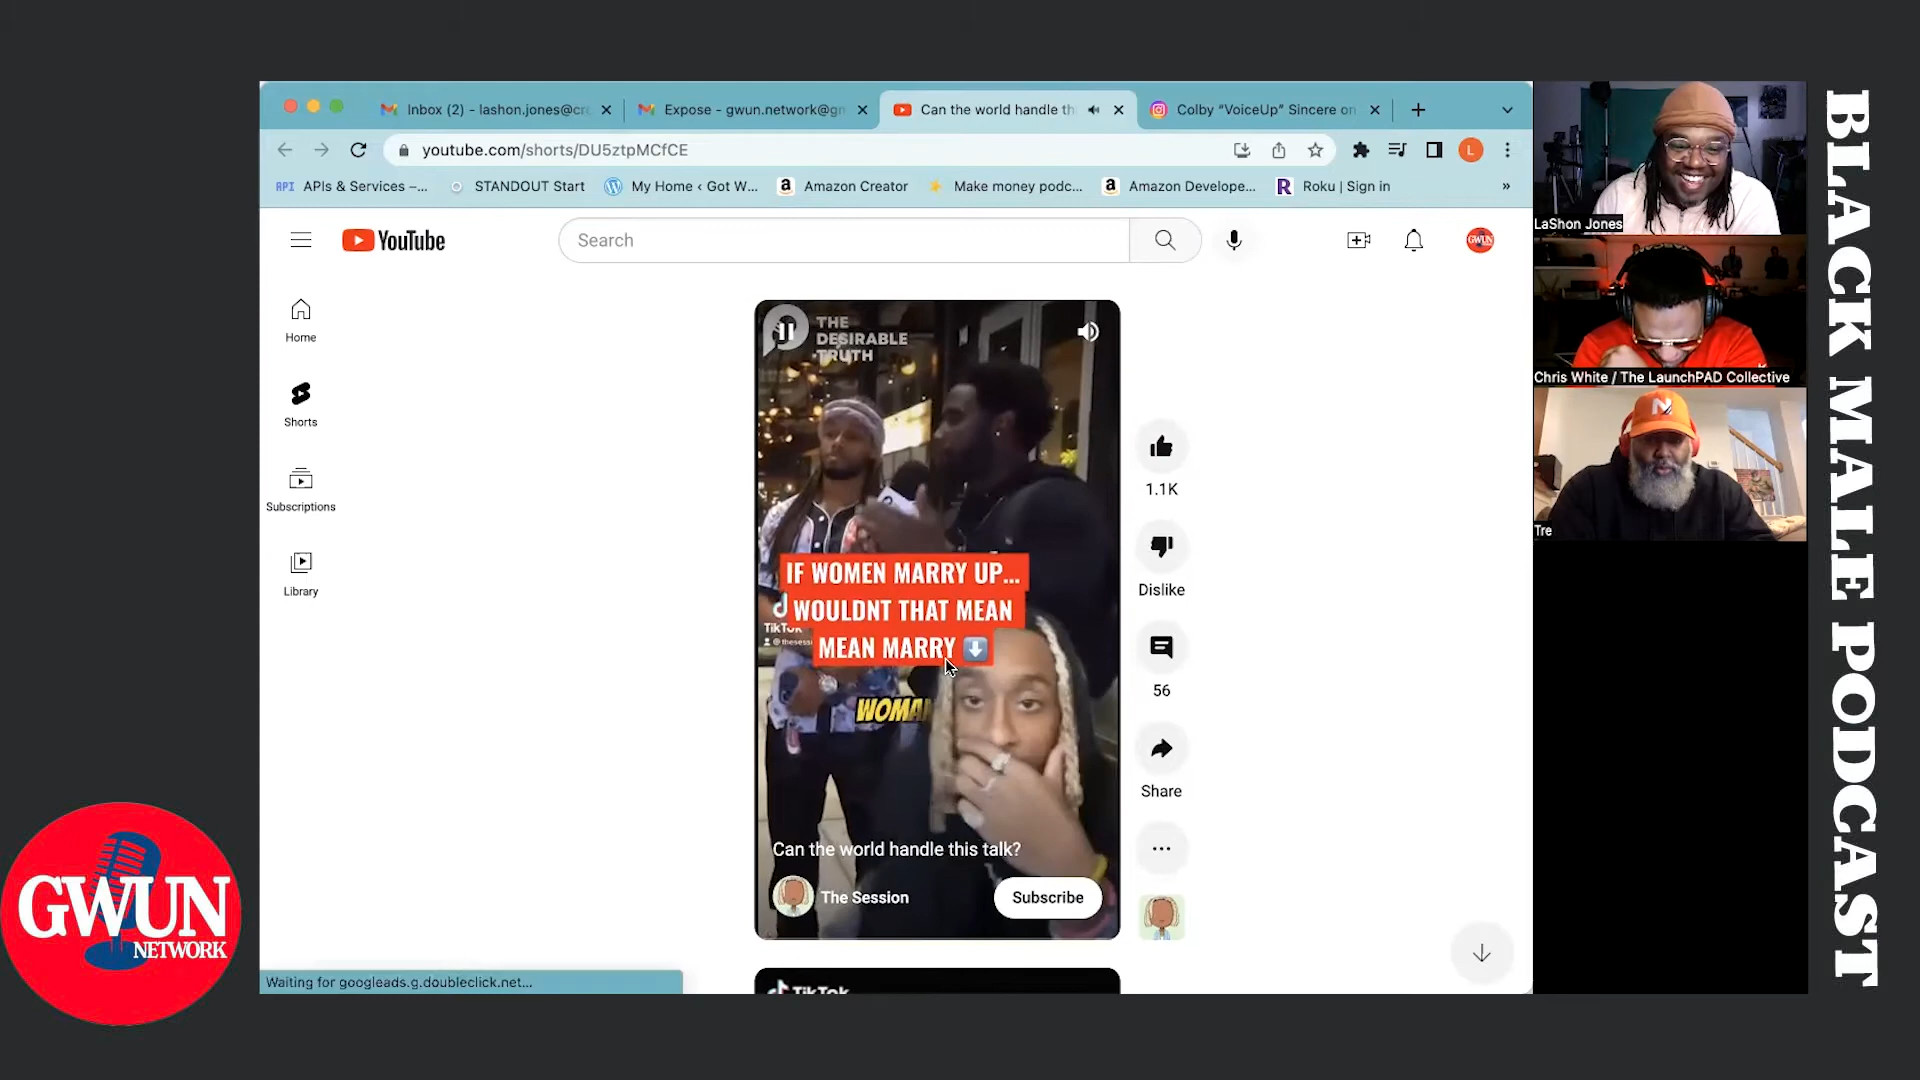 Inbox (2) - lashon.jones@cr
Expose - gwun.network@gm
Can the world handle th
Colby “VoiceUp” Sincere on
youtube.com/shorts/DU5ztpMCfCE
L
API APIs & Services –...
STANDOUT Start
My Home ‹ Got W...
Amazon Creator
Make money podc...
Amazon Develope...
Roku | Sign in
»
YouTube
Search
GWUN
Home
Shorts
Subscriptions
Library
THE
DESIRABLE
TRUTH
IF WOMEN MARRY UP...
WOULDNT THAT MEAN
MEAN MARRY ⬇️
TikTok
WOMAN
Can the world handle this talk?
The Session
Subscribe
1.1K
Dislike
56
Share
TikTok
Waiting for googleads.g.doubleclick.net...
LaShon Jones
Chris White / The LaunchPAD Collective
Tre
BLACK MALE PODCAST
GWUN
NETWORK